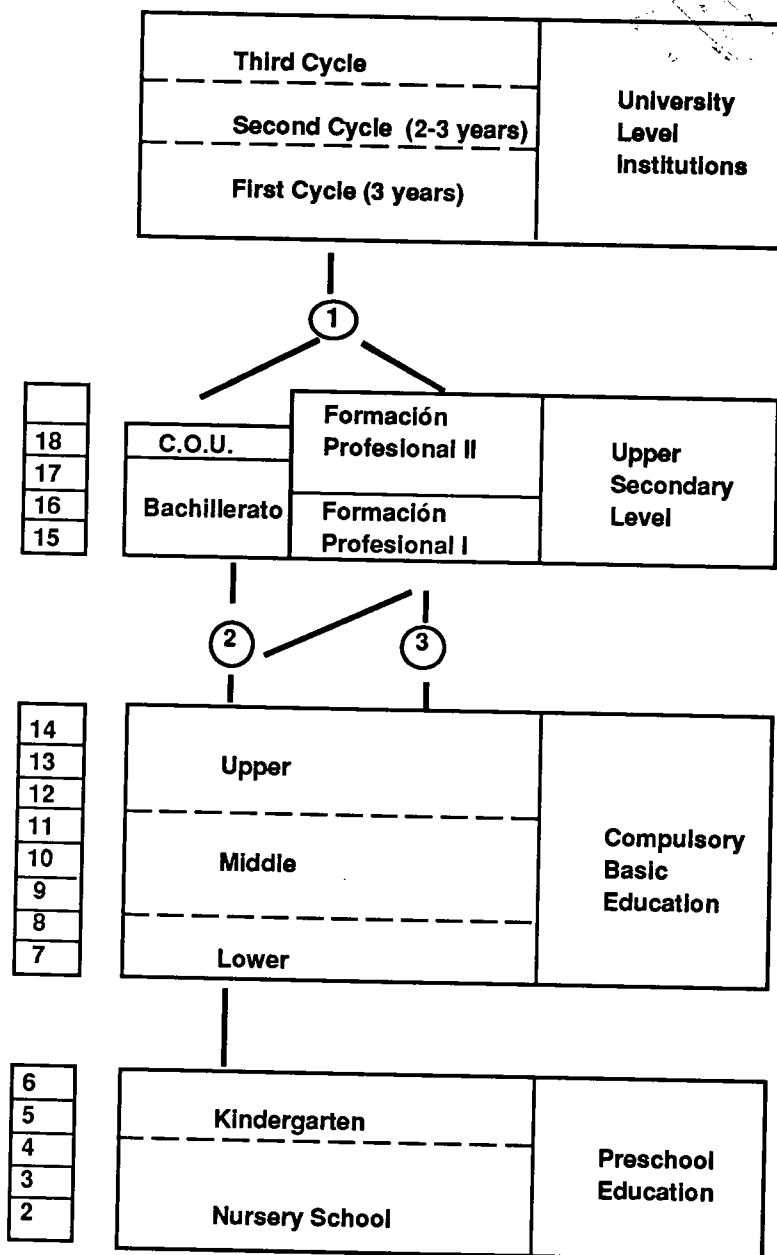 Third Cycle
Second Cycle (2-3 years)
First Cycle (3 years)
University
Level
Institutions
1
18
17
16
15
C.O.U.
Bachillerato
Formación
Profesional II
Formación
Profesional I
Upper
Secondary
Level
2
3
14
13
12
11
10
9
8
7
Upper
Middle
Lower
Compulsory
Basic
Education
6
5
4
3
2
Kindergarten
Nursery School
Preschool
Education